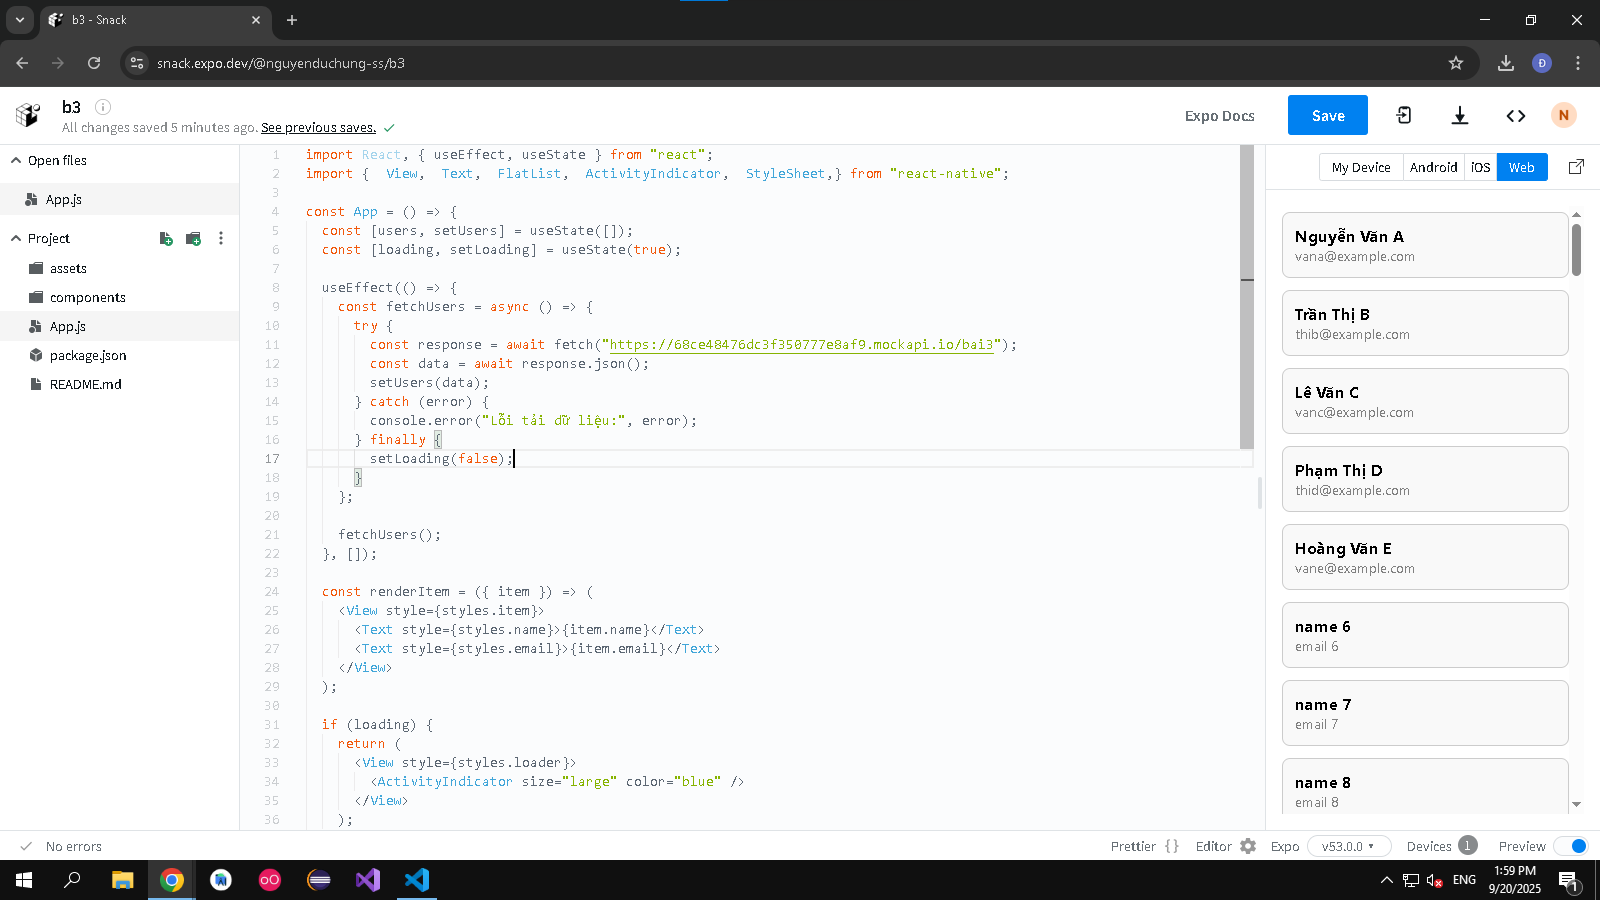 b3 - Snack
snack.expo.dev/@nguyenduchung-ss/b3
b3
All changes saved 5 minutes ago. See previous saves.
Expo Docs
Save
N
Đ
Open files
App.js
Project
assets
components
App.js
package.json
README.md
1 import React, { useEffect, useState } from "react";
2 import {  View,  Text,  FlatList,  ActivityIndicator,  StyleSheet,} from "react-native";
3
4 const App = () => {
5   const [users, setUsers] = useState([]);
6   const [loading, setLoading] = useState(true);
7
8   useEffect(() => {
9     const fetchUsers = async () => {
10       try {
11         const response = await fetch("https://68ce48476dc3f350777e8af9.mockapi.io/bai3");
12         const data = await response.json();
13         setUsers(data);
14       } catch (error) {
15         console.error("Lỗi tải dữ liệu:", error);
16       } finally {
17         setLoading(false);
18       }
19     };
20
21     fetchUsers();
22   }, []);
23
24   const renderItem = ({ item }) => (
25     <View style={styles.item}>
26       <Text style={styles.name}>{item.name}</Text>
27       <Text style={styles.email}>{item.email}</Text>
28     </View>
29   );
30
31   if (loading) {
32     return (
33       <View style={styles.loader}>
34         <ActivityIndicator size="large" color="blue" />
35       </View>
36     );
My Device Android iOS Web
Nguyễn Văn A
vana@example.com
Trần Thị B
thib@example.com
Lê Văn C
vanc@example.com
Phạm Thị D
thid@example.com
Hoàng Văn E
vane@example.com
name 6
email 6
name 7
email 7
name 8
email 8
No errors
Prettier { } Editor Expo v53.0.0 Devices 1 Preview
ENG
1:59 PM
9/20/2025
1